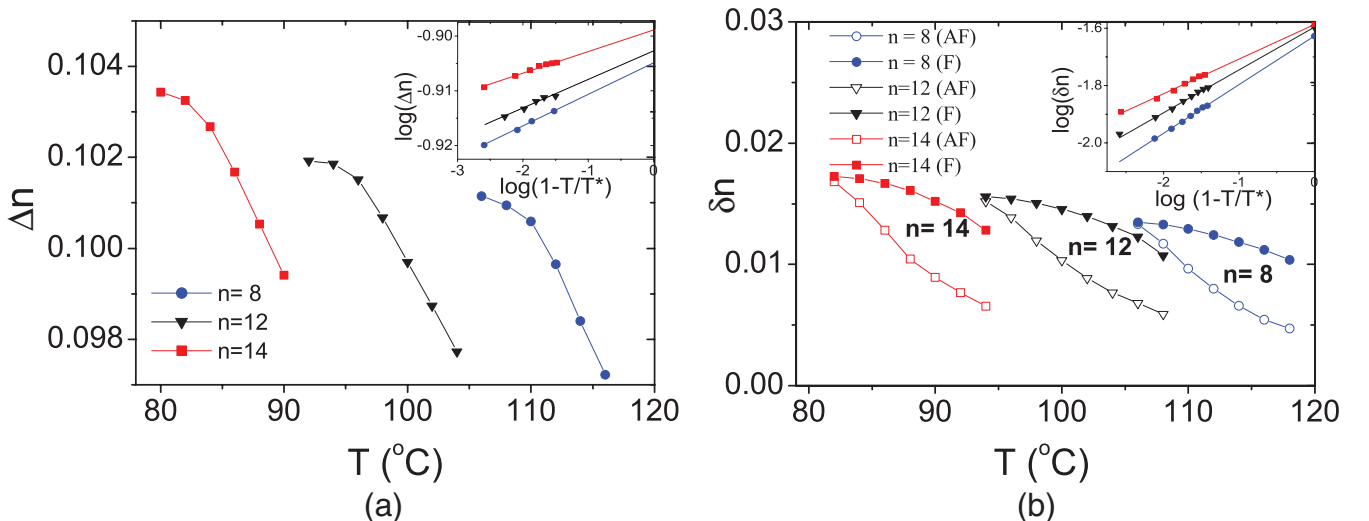 0.104
0.102
0.100
0.098
Δn
80
90
100
110
120
T (°C)
n= 8
n=12
n=14
-0.90
-0.91
-0.92
log(Δn)
-3
-2
-1
0
log(1-T/T*)
(a)
0.03
0.02
0.01
0.00
δn
80
90
100
110
120
T (°C)
n = 8 (AF)
n = 8 (F)
n=12 (AF)
n=12 (F)
n=14 (AF)
n=14 (F)
n= 14
n= 12
n= 8
-1.6
-1.8
-2.0
log(δn)
-2
-1
0
log (1-T/T*)
(b)